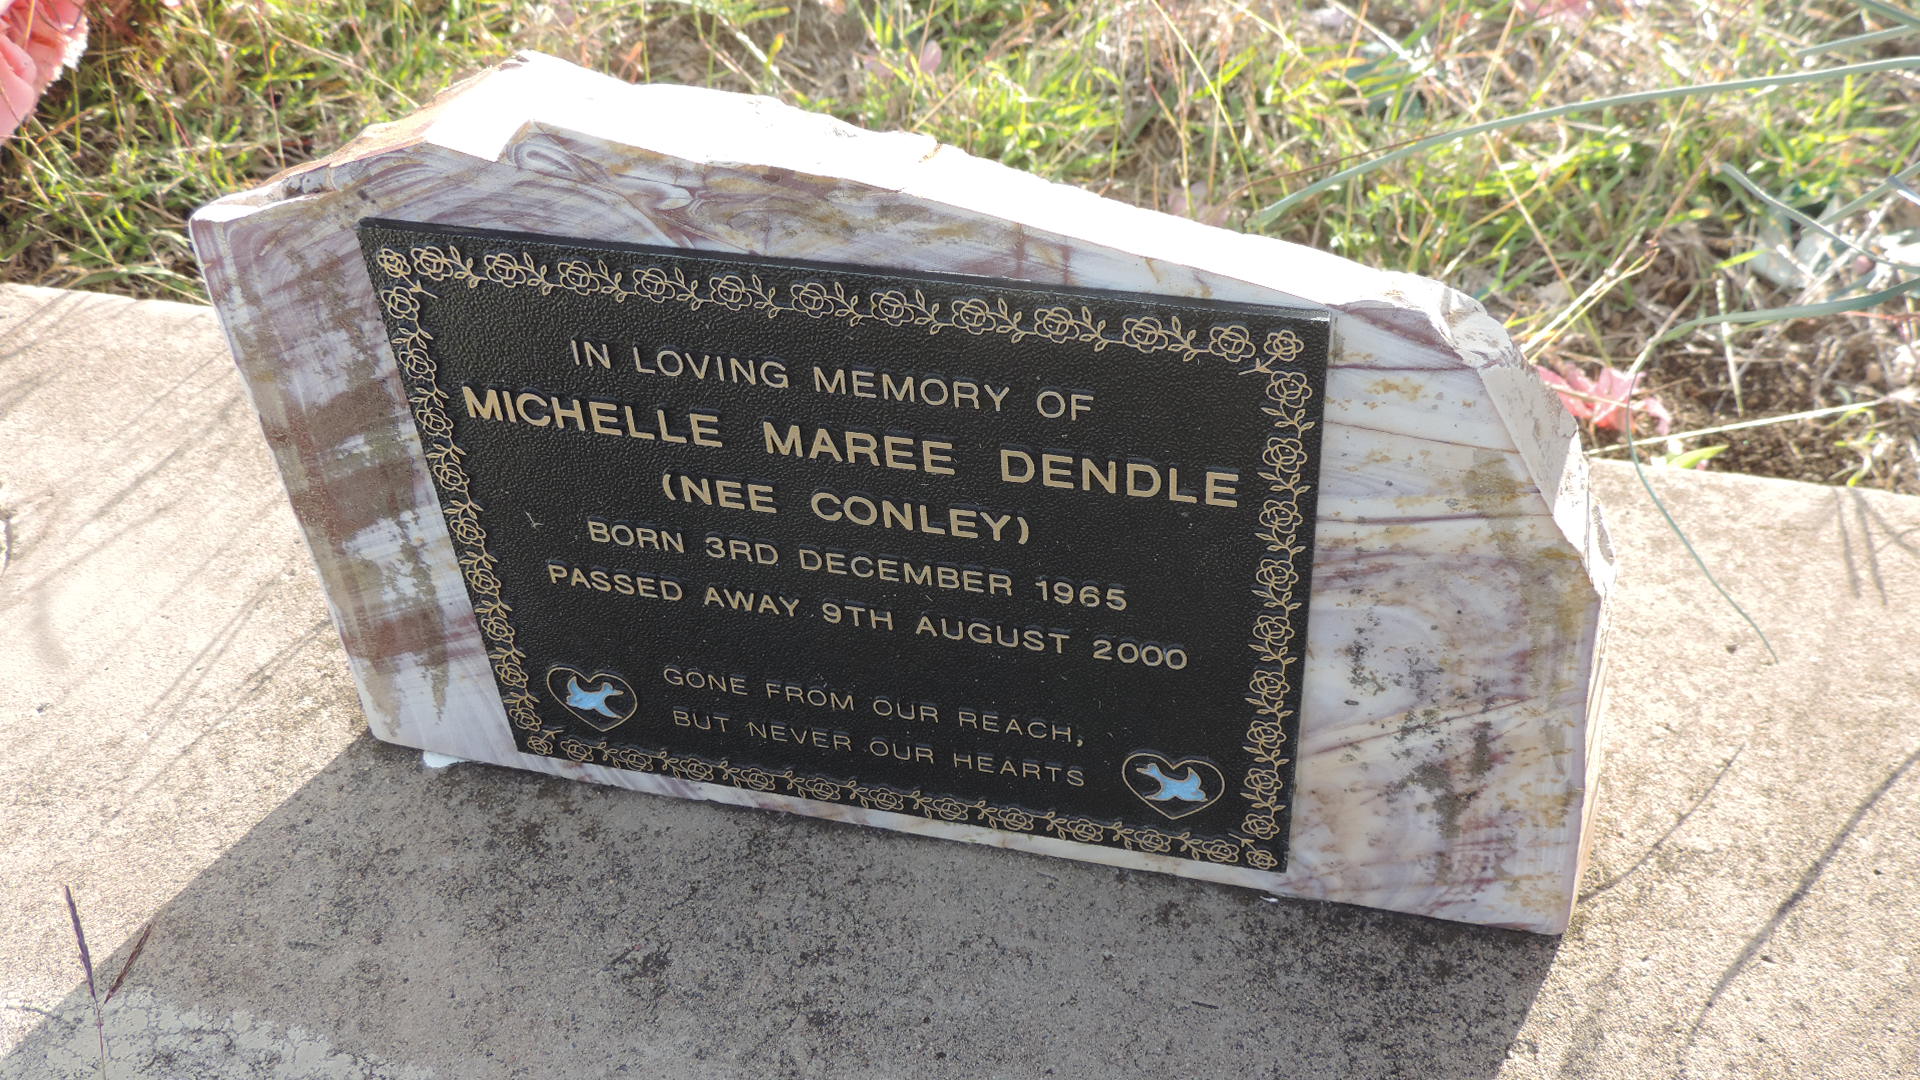 IN LOVING MEMORY OF
MICHELLE MAREE DENDLE
(NEE CONLEY)
BORN 3RD DECEMBER 1965
PASSED AWAY 9TH AUGUST 2000
GONE FROM OUR REACH,
BUT NEVER OUR HEARTS